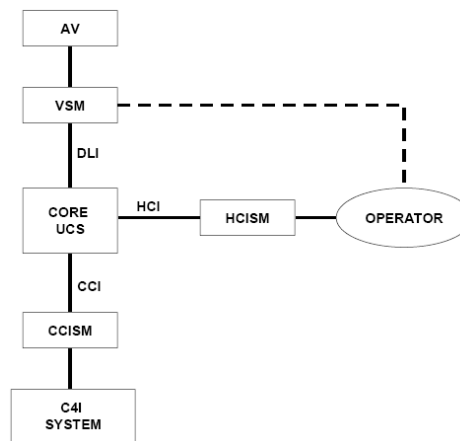 AV
VSM
DLI
CORE
UCS
HCI
HCISM
OPERATOR
CCI
CCISM
C4I
SYSTEM